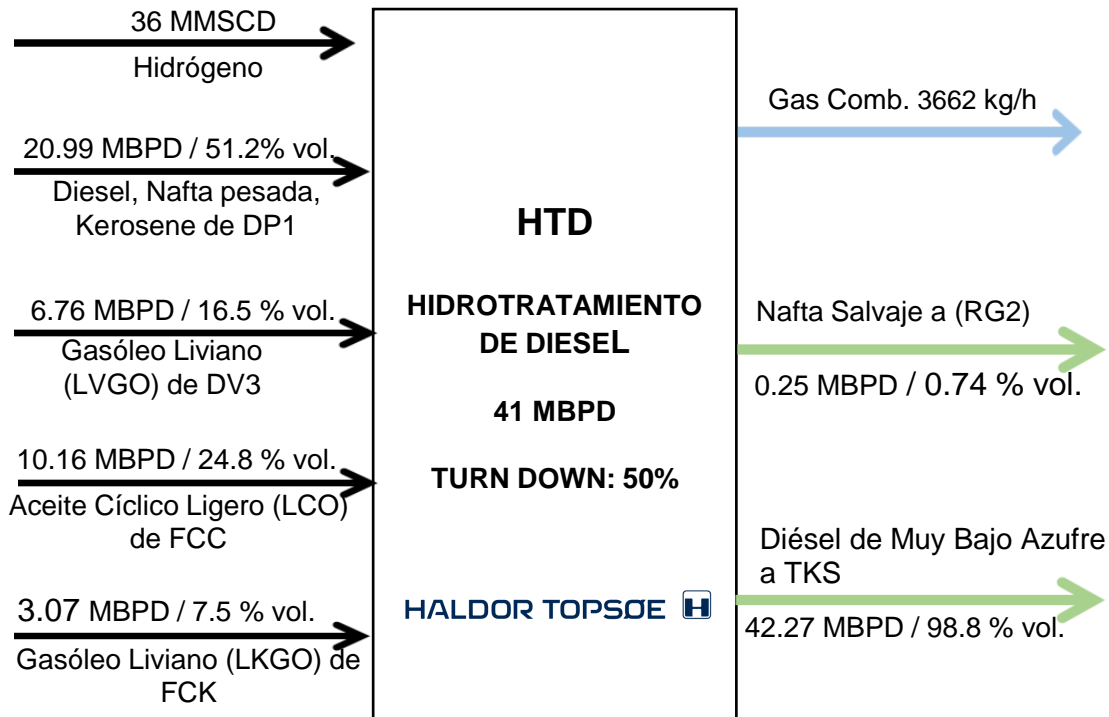 36 MMSCD
Hidrógeno
20.99 MBPD / 51.2% vol.
Diesel, Nafta pesada,
Kerosene de DP1
6.76 MBPD / 16.5 % vol.
Gasóleo Liviano
(LVGO) de DV3
10.16 MBPD / 24.8 % vol.
Aceite Cíclico Ligero (LCO)
de FCC
3.07 MBPD / 7.5 % vol.
Gasóleo Liviano (LKGO) de
FCK
HTD
HIDROTRATAMIENTO
DE DIESEL
41 MBPD
TURN DOWN: 50%
HALDOR TOPSØE H
Gas Comb. 3662 kg/h
Nafta Salvaje a (RG2)
0.25 MBPD / 0.74 % vol.
Diésel de Muy Bajo Azufre
a TKS
42.27 MBPD / 98.8 % vol.